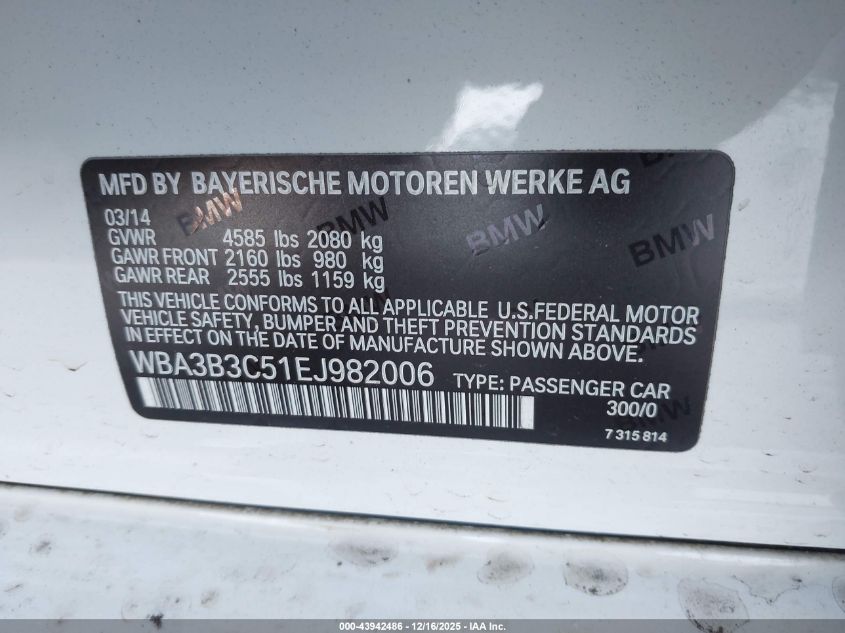 MFD BY BAYERISCHE MOTOREN WERKE AG
03/14
GVWR 4585 lbs 2080 kg
GAWR FRONT 2160 lbs 980 kg
GAWR REAR 2555 lbs 1159 kg
THIS VEHICLE CONFORMS TO ALL APPLICABLE U.S.FEDERAL MOTOR
VEHICLE SAFETY, BUMPER AND THEFT PREVENTION STANDARDS
IN EFFECT ON THE DATE OF MANUFACTURE SHOWN ABOVE.
WBA3B3C51EJ982006 TYPE: PASSENGER CAR
300/0
7 315 814
BMW
BMW
BMW
BMW
BMW
000-43942486 - 12/16/2025 - IAA Inc.